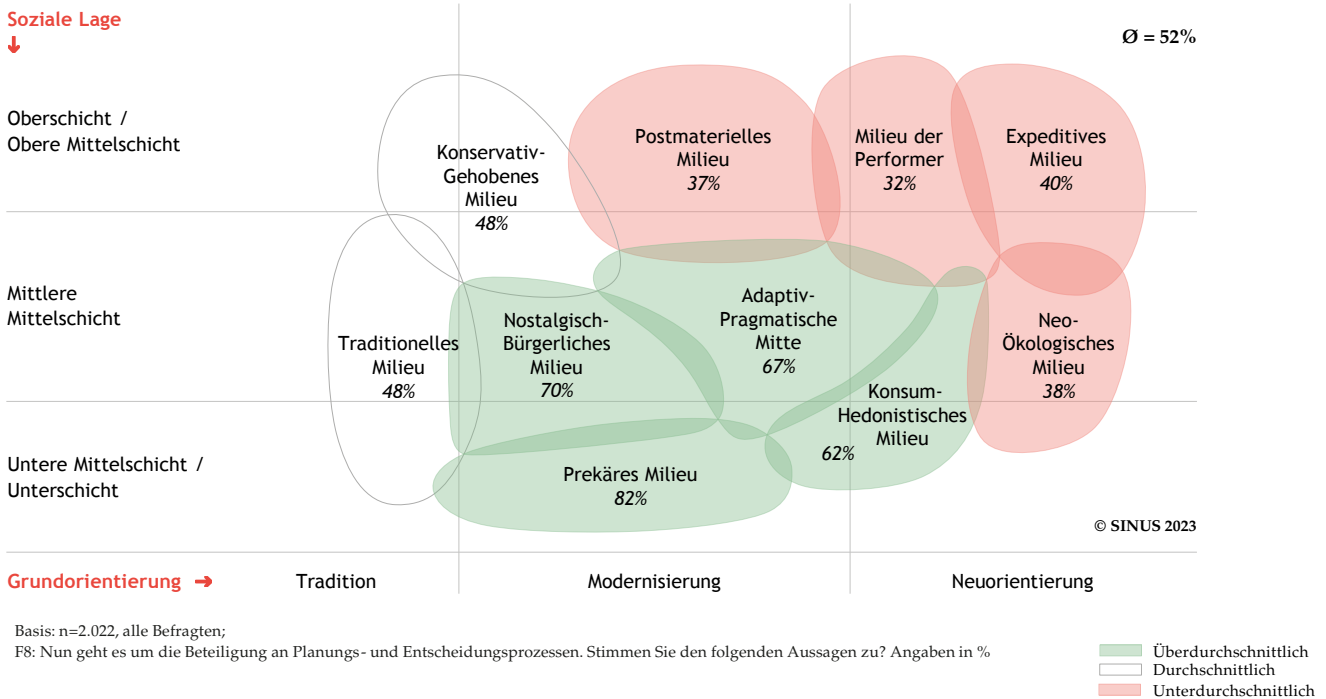 Soziale Lage
Ø = 52%
Oberschicht /
Obere Mittelschicht
Konservativ-
Gehobenes
Milieu
48%
Postmaterielles
Milieu
37%
Milieu der
Performer
32%
Expeditives
Milieu
40%
Mittlere
Mittelschicht
Traditionelles
Milieu
48%
Nostalgisch-
Bürgerliches
Milieu
70%
Adaptiv-
Pragmatische
Mitte
67%
Konsum-
Hedonistisches
Milieu
62%
Neo-
Ökologisches
Milieu
38%
Untere Mittelschicht /
Unterschicht
Prekäres Milieu
82%
© SINUS 2023
Grundorientierung
Tradition
Modernisierung
Neuorientierung
Basis: n=2.022, alle Befragten;
F8: Nun geht es um die Beteiligung an Planungs- und Entscheidungsprozessen. Stimmen Sie den folgenden Aussagen zu? Angaben in %
Überdurchschnittlich
Durchschnittlich
Unterdurchschnittlich